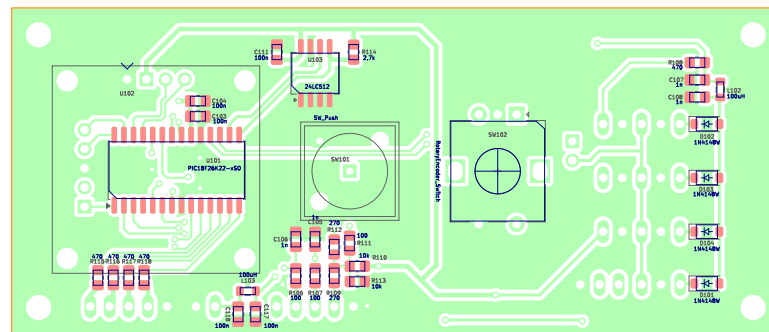 C111
100n
U103
24LC512
R114
2,7k
U102
C104
100n
C103
100n
SW_Push
SW101
U101
PIC18F26K22-xSO
RotaryEncoder_Switch
SW102
R108
470
C107
1n
C108
1n
L102
100uH
D102
1N4148W
D103
1N4148W
D104
1N4148W
D101
1N4148W
1n
C105
270
R112
100
R111
C106
1n
10k
R110
R113
10k
R106
100
R107
100
R109
270
470
470
470
470
R115
R116
R117
R118
100uH
L103
C117
100n
100n